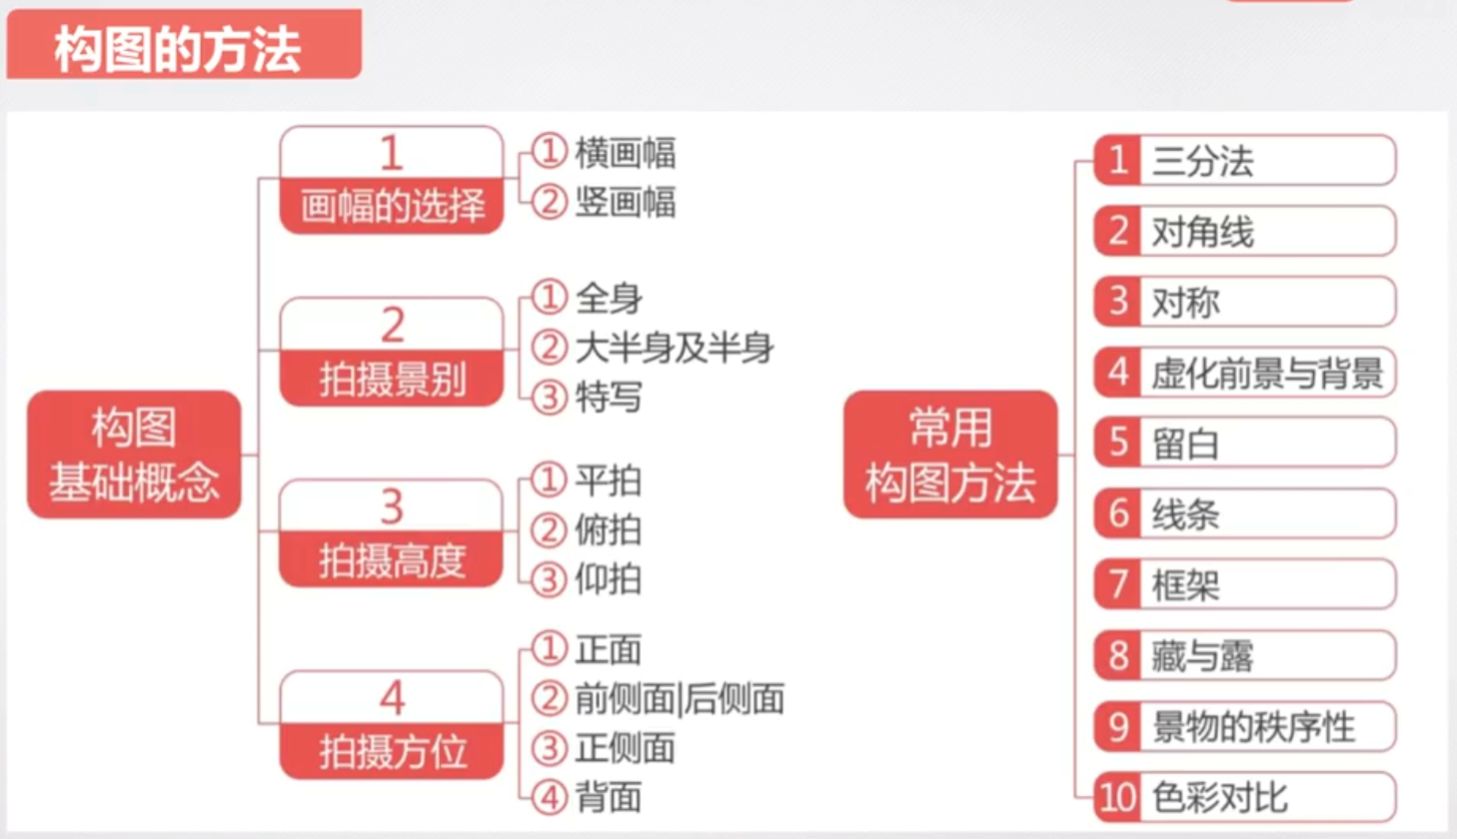 构图的方法
构图
基础概念
1
画幅的选择
① 横画幅
② 竖画幅
2
拍摄景别
① 全身
② 大半身及半身
③ 特写
3
拍摄高度
① 平拍
② 俯拍
③ 仰拍
4
拍摄方位
① 正面
② 前侧面|后侧面
③ 正侧面
④ 背面
常用
构图方法
1 三分法
2 对角线
3 对称
4 虚化前景与背景
5 留白
6 线条
7 框架
8 藏与露
9 景物的秩序性
10 色彩对比